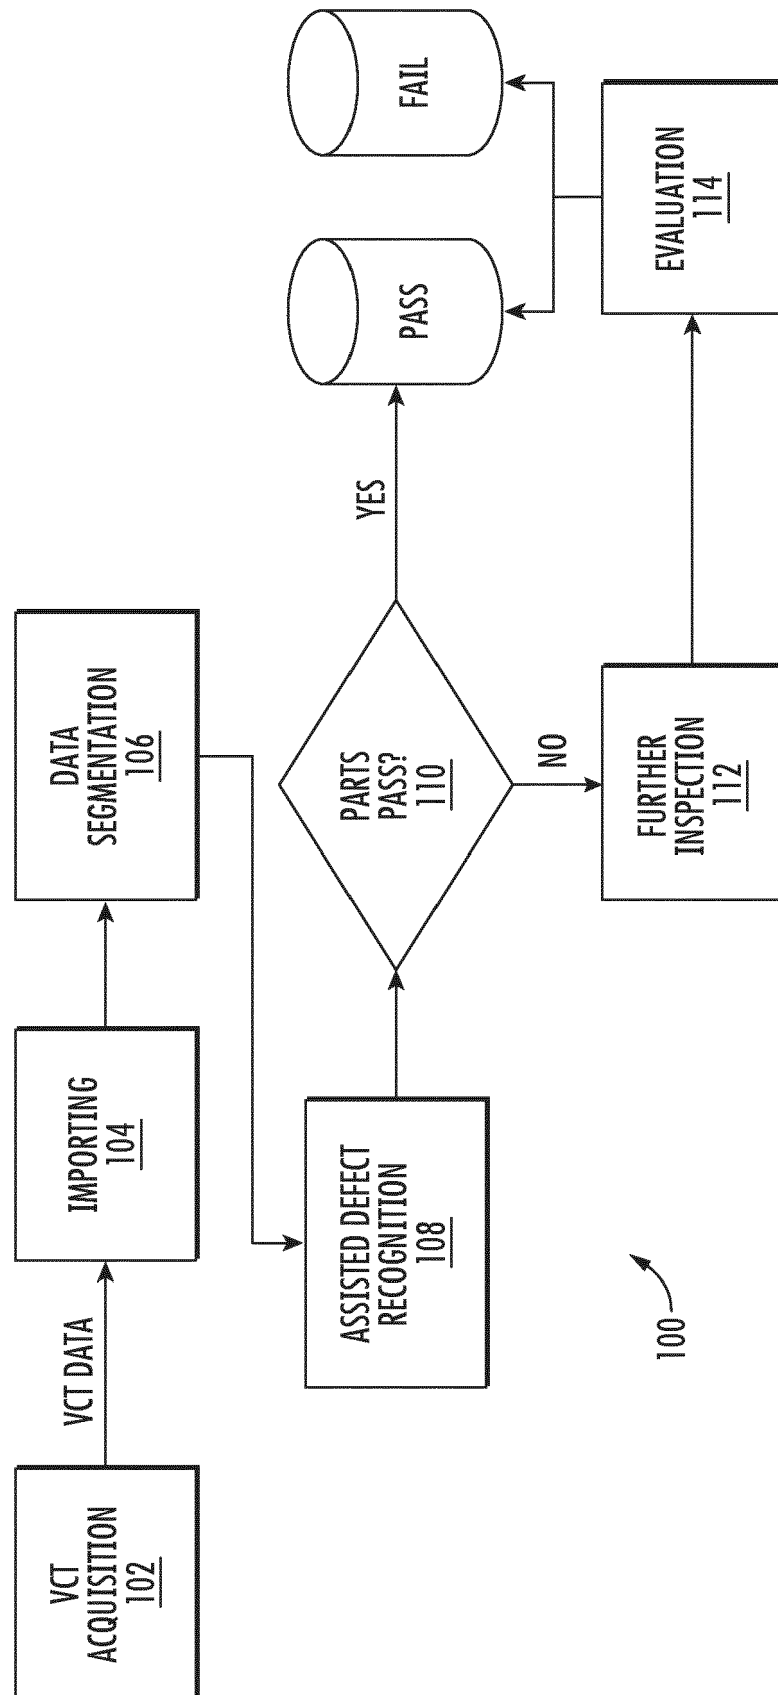 VCT
ACQUISITION
102
VCT DATA
IMPORTING
104
DATA
SEGMENTATION
106
ASSISTED DEFECT
RECOGNITION
108
PARTS
PASS?
110
YES
PASS
FAIL
NO
FURTHER
INSPECTION
112
EVALUATION
114
100